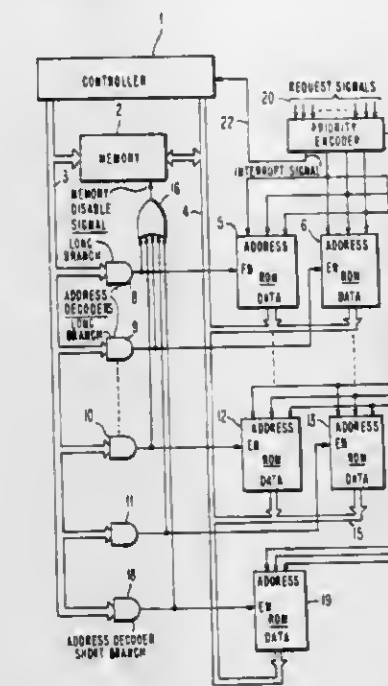 1
CONTROLLER
2
MEMORY
3
MEMORY
DISABLE
SIGNAL
16
4
LONG
BRANCH
8
ADDRESS
DECODERS
LONG
BRANCH
9
10
11
18
ADDRESS DECODER
SHORT BRANCH
REQUEST SIGNALS
20
22
PRIORITY
ENCODER
INTERRUPT SIGNAL
5
ADDRESS
EN
ROM
DATA
6
ADDRESS
EN
ROM
DATA
12
ADDRESS
EN
ROM
DATA
13
ADDRESS
EN
ROM
DATA
15
ADDRESS
EN
ROM
DATA
19